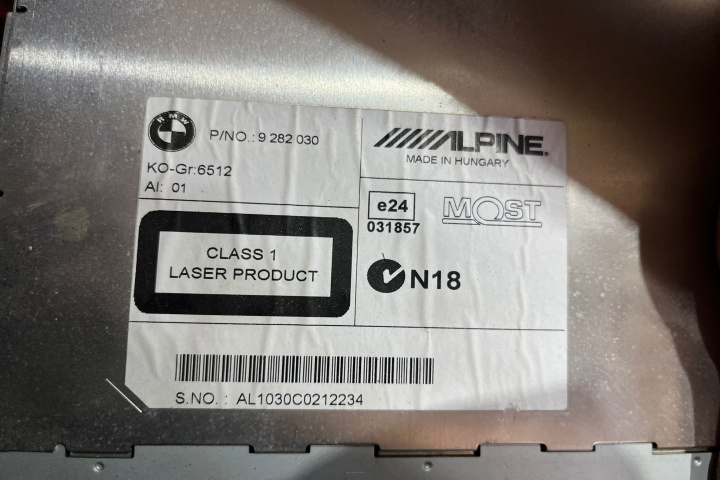 BMW
P/NO.: 9 282 030
KO-Gr:6512
AI: 01
ALPINE.
MADE IN HUNGARY
e24
031857
MOST
CLASS 1
LASER PRODUCT
N18
S.NO. : AL1030C0212234